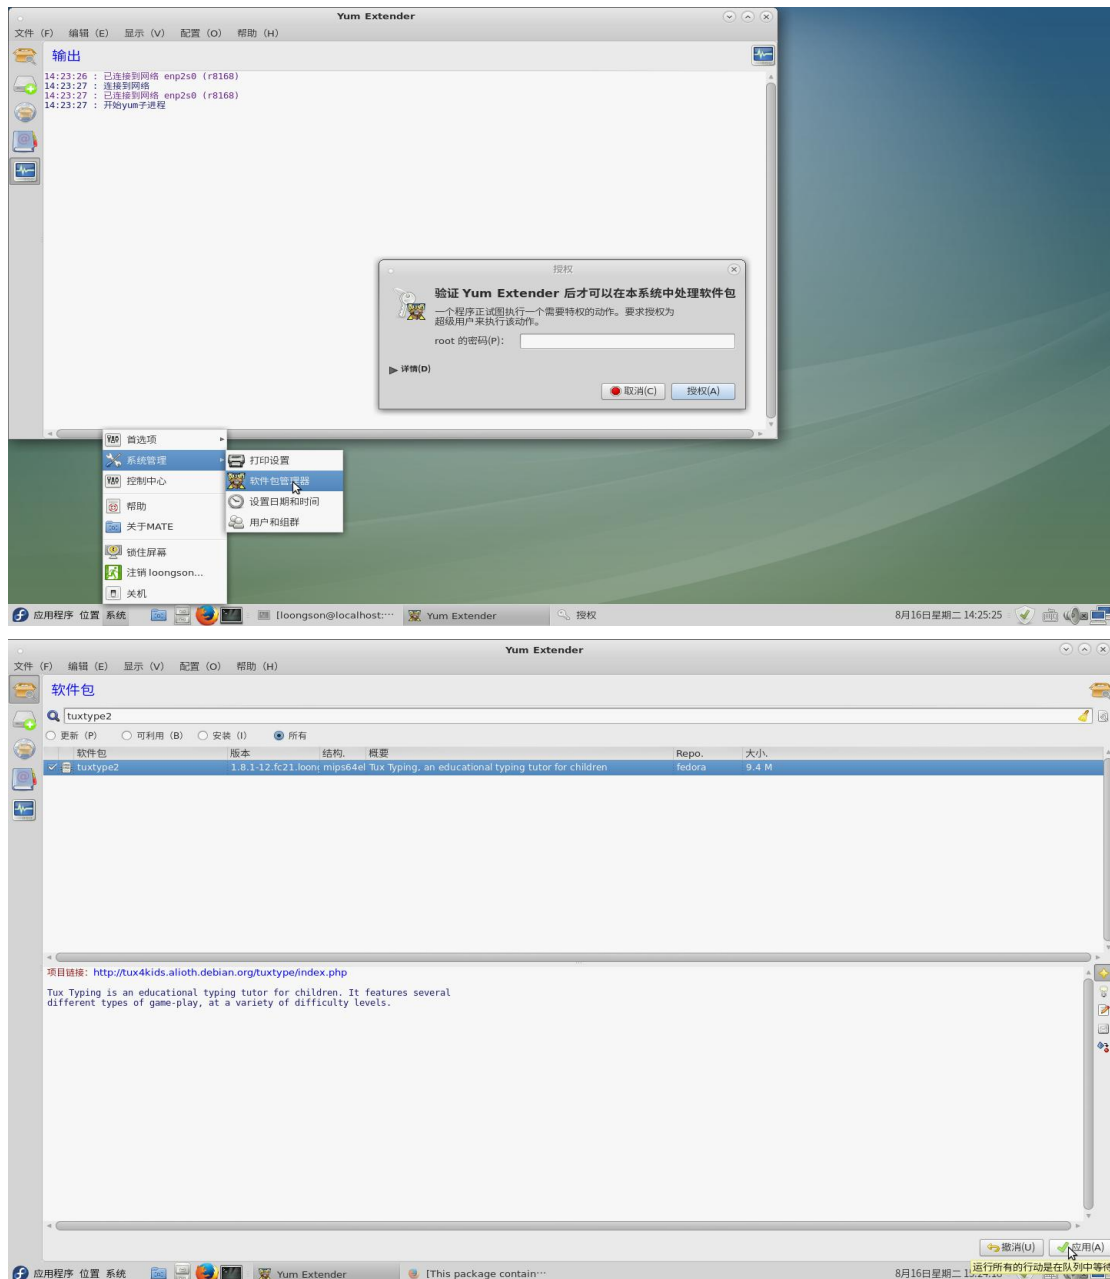 Yum Extender
文件 (F) 编辑 (E) 显示 (V) 配置 (O) 帮助 (H)
输出
14:23:26 : 已连接到网络 enp2s0 (r8168)
14:23:27 : 连接到网络
14:23:27 : 已连接到网络 enp2s0 (r8168)
14:23:27 : 开始yum子进程
授权
验证 Yum Extender 后才可以在本系统中处理软件包
一个程序正试图执行一个需要特权的动作。要求授权为
超级用户来执行该动作。
root 的密码(P):
详情(D)
取消(C) 授权(A)
首选项
系统管理
控制中心
帮助
关于MATE
锁住屏幕
注销 loongson...
关机
打印设置
软件包管理器
设置日期和时间
用户和组群
应用程序 位置 系统 [loongson@localhost:··· Yum Extender 授权 8月16日星期二 14:25:25
Yum Extender
文件 (F) 编辑 (E) 显示 (V) 配置 (O) 帮助 (H)
软件包
tuxtype2
更新 (P) 可利用 (B) 安装 (I) 所有
软件包 版本 结构. 概要 Repo. 大小.
tuxtype2 1.8.1-12.fc21.loong mips64el Tux Typing, an educational typing tutor for children fedora 9.4 M
项目链接: http://tux4kids.alioth.debian.org/tuxtype/index.php
Tux Typing is an educational typing tutor for children. It features several
different types of game-play, at a variety of difficulty levels.
撤消(U) 应用(A)
运行所有的行动是在队列中等待
应用程序 位置 系统 Yum Extender [This package contain··· 8月16日星期二